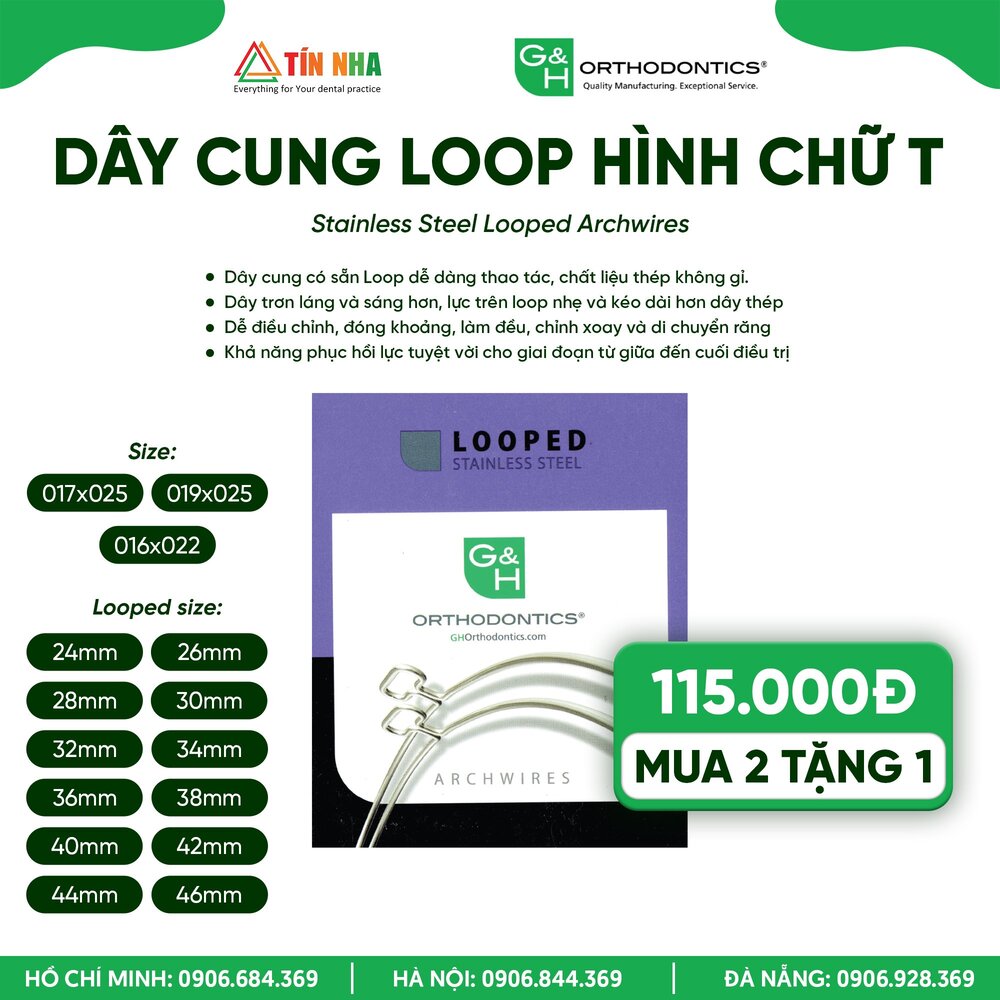 TÍN NHA
Everything for Your dental practice
G&H
ORTHODONTICS®
Quality Manufacturing. Exceptional Service.
DÂY CUNG LOOP HÌNH CHỮ T
Stainless Steel Looped Archwires
• Dây cung có sẵn Loop dễ dàng thao tác, chất liệu thép không gỉ.
• Dây trơn láng và sáng hơn, lực trên loop nhẹ và kéo dài hơn dây thép
• Dễ điều chỉnh, đóng khoảng, làm đều, chỉnh xoay và di chuyển răng
• Khả năng phục hồi lực tuyệt vời cho giai đoạn từ giữa đến cuối điều trị
Size:
017x025 019x025
016x022
Looped size:
24mm 26mm
28mm 30mm
32mm 34mm
36mm 38mm
40mm 42mm
44mm 46mm
LOOPED
STAINLESS STEEL
G&H
ORTHODONTICS®
GHOrthodontics.com
ARCHWIRES
115.000Đ
MUA 2 TẶNG 1
HỒ CHÍ MINH: 0906.684.369 | HÀ NỘI: 0906.844.369 | ĐÀ NẴNG: 0906.928.369